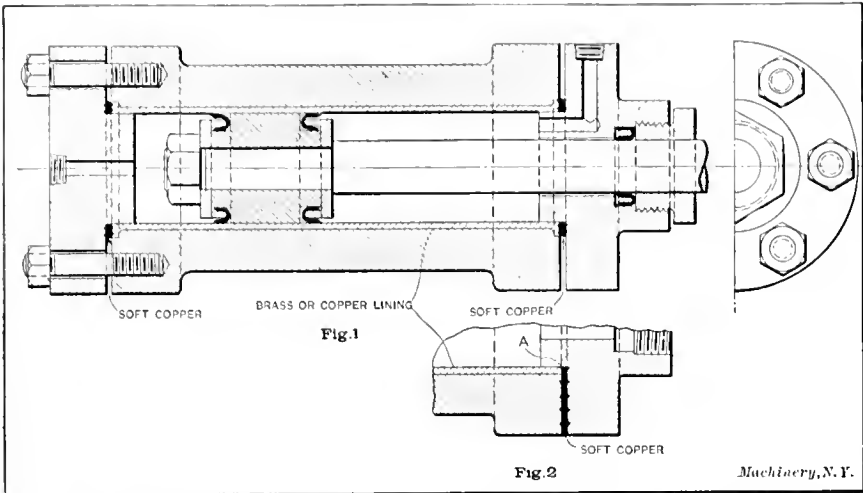 SOFT COPPER
BRASS OR COPPER LINING
SOFT COPPER
Fig.1
A
SOFT COPPER
Fig.2
Machinery, N.Y.